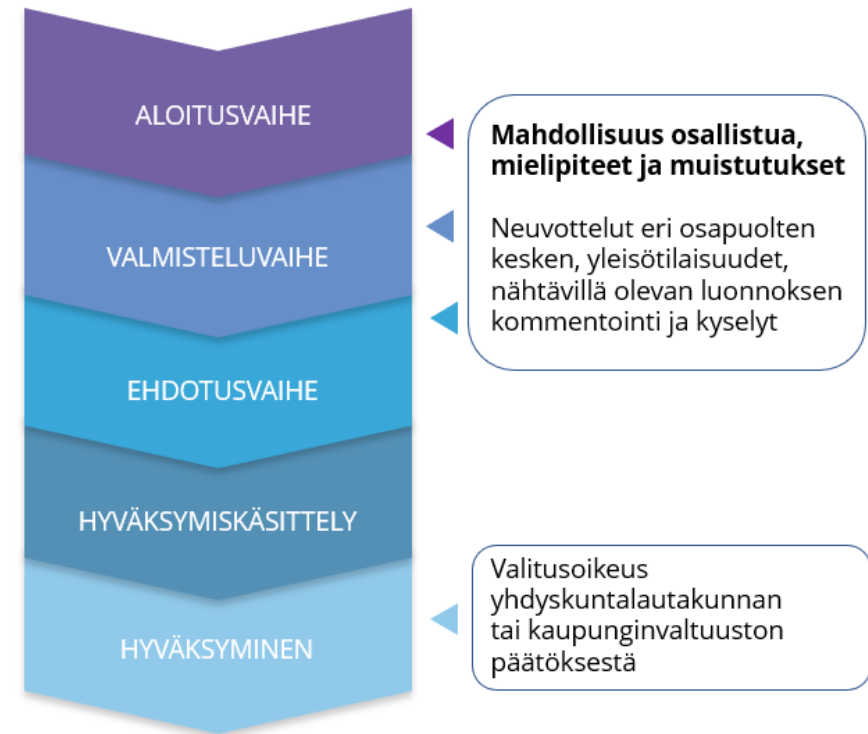 ALOITUSVAIHE
Mahdollisuus osallistua,
mielipiteet ja muistutukset
VALMISTELUVAIHE
Neuvottelut eri osapuolten
kesken, yleisötilaisuudet,
nähtävillä olevan luonnoksen
kommentointi ja kyselyt
EHDOTUSVAIHE
HYVÄKSYMISKÄSITTELY
HYVÄKSYMINEN
Valitusoikeus
yhdyskuntalautakunnan
tai kaupunginvaltuuston
päätöksestä